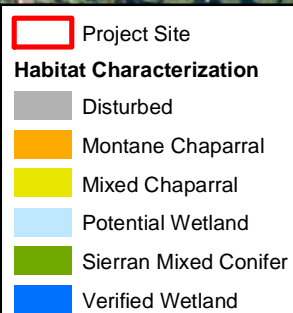 Project Site
Habitat Characterization
Disturbed
Montane Chaparral
Mixed Chaparral
Potential Wetland
Sierran Mixed Conifer
Verified Wetland